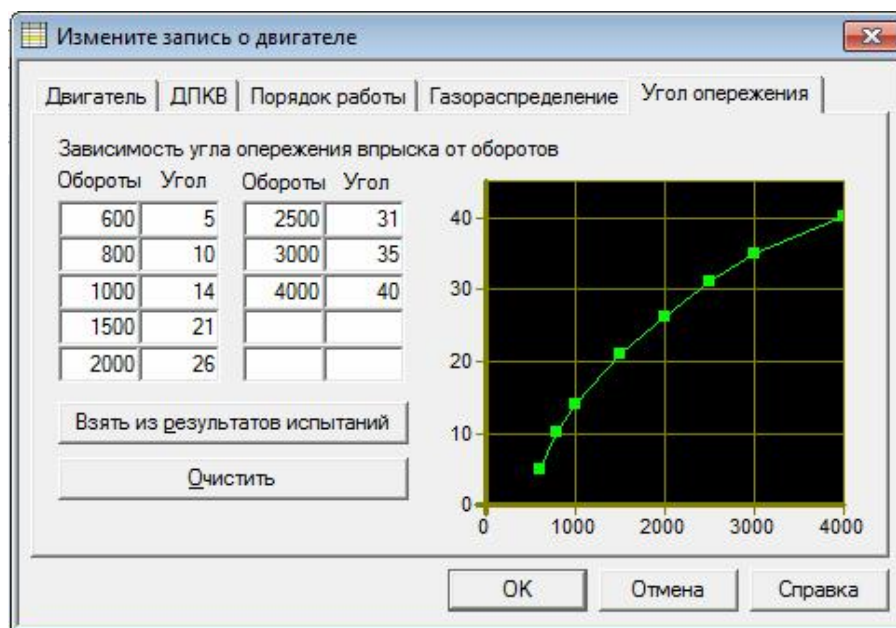 Измените запись о двигателе
Двигатель ДПКВ Порядок работы Газораспределение Угол опережения
Зависимость угла опережения впрыска от оборотов
Обороты Угол Обороты Угол
600 5 2500 31
800 10 3000 35
1000 14 4000 40
1500 21
2000 26
Взять из результатов испытаний
Очистить
40
30
20
10
0
0 1000 2000 3000 4000
OK Отмена Справка